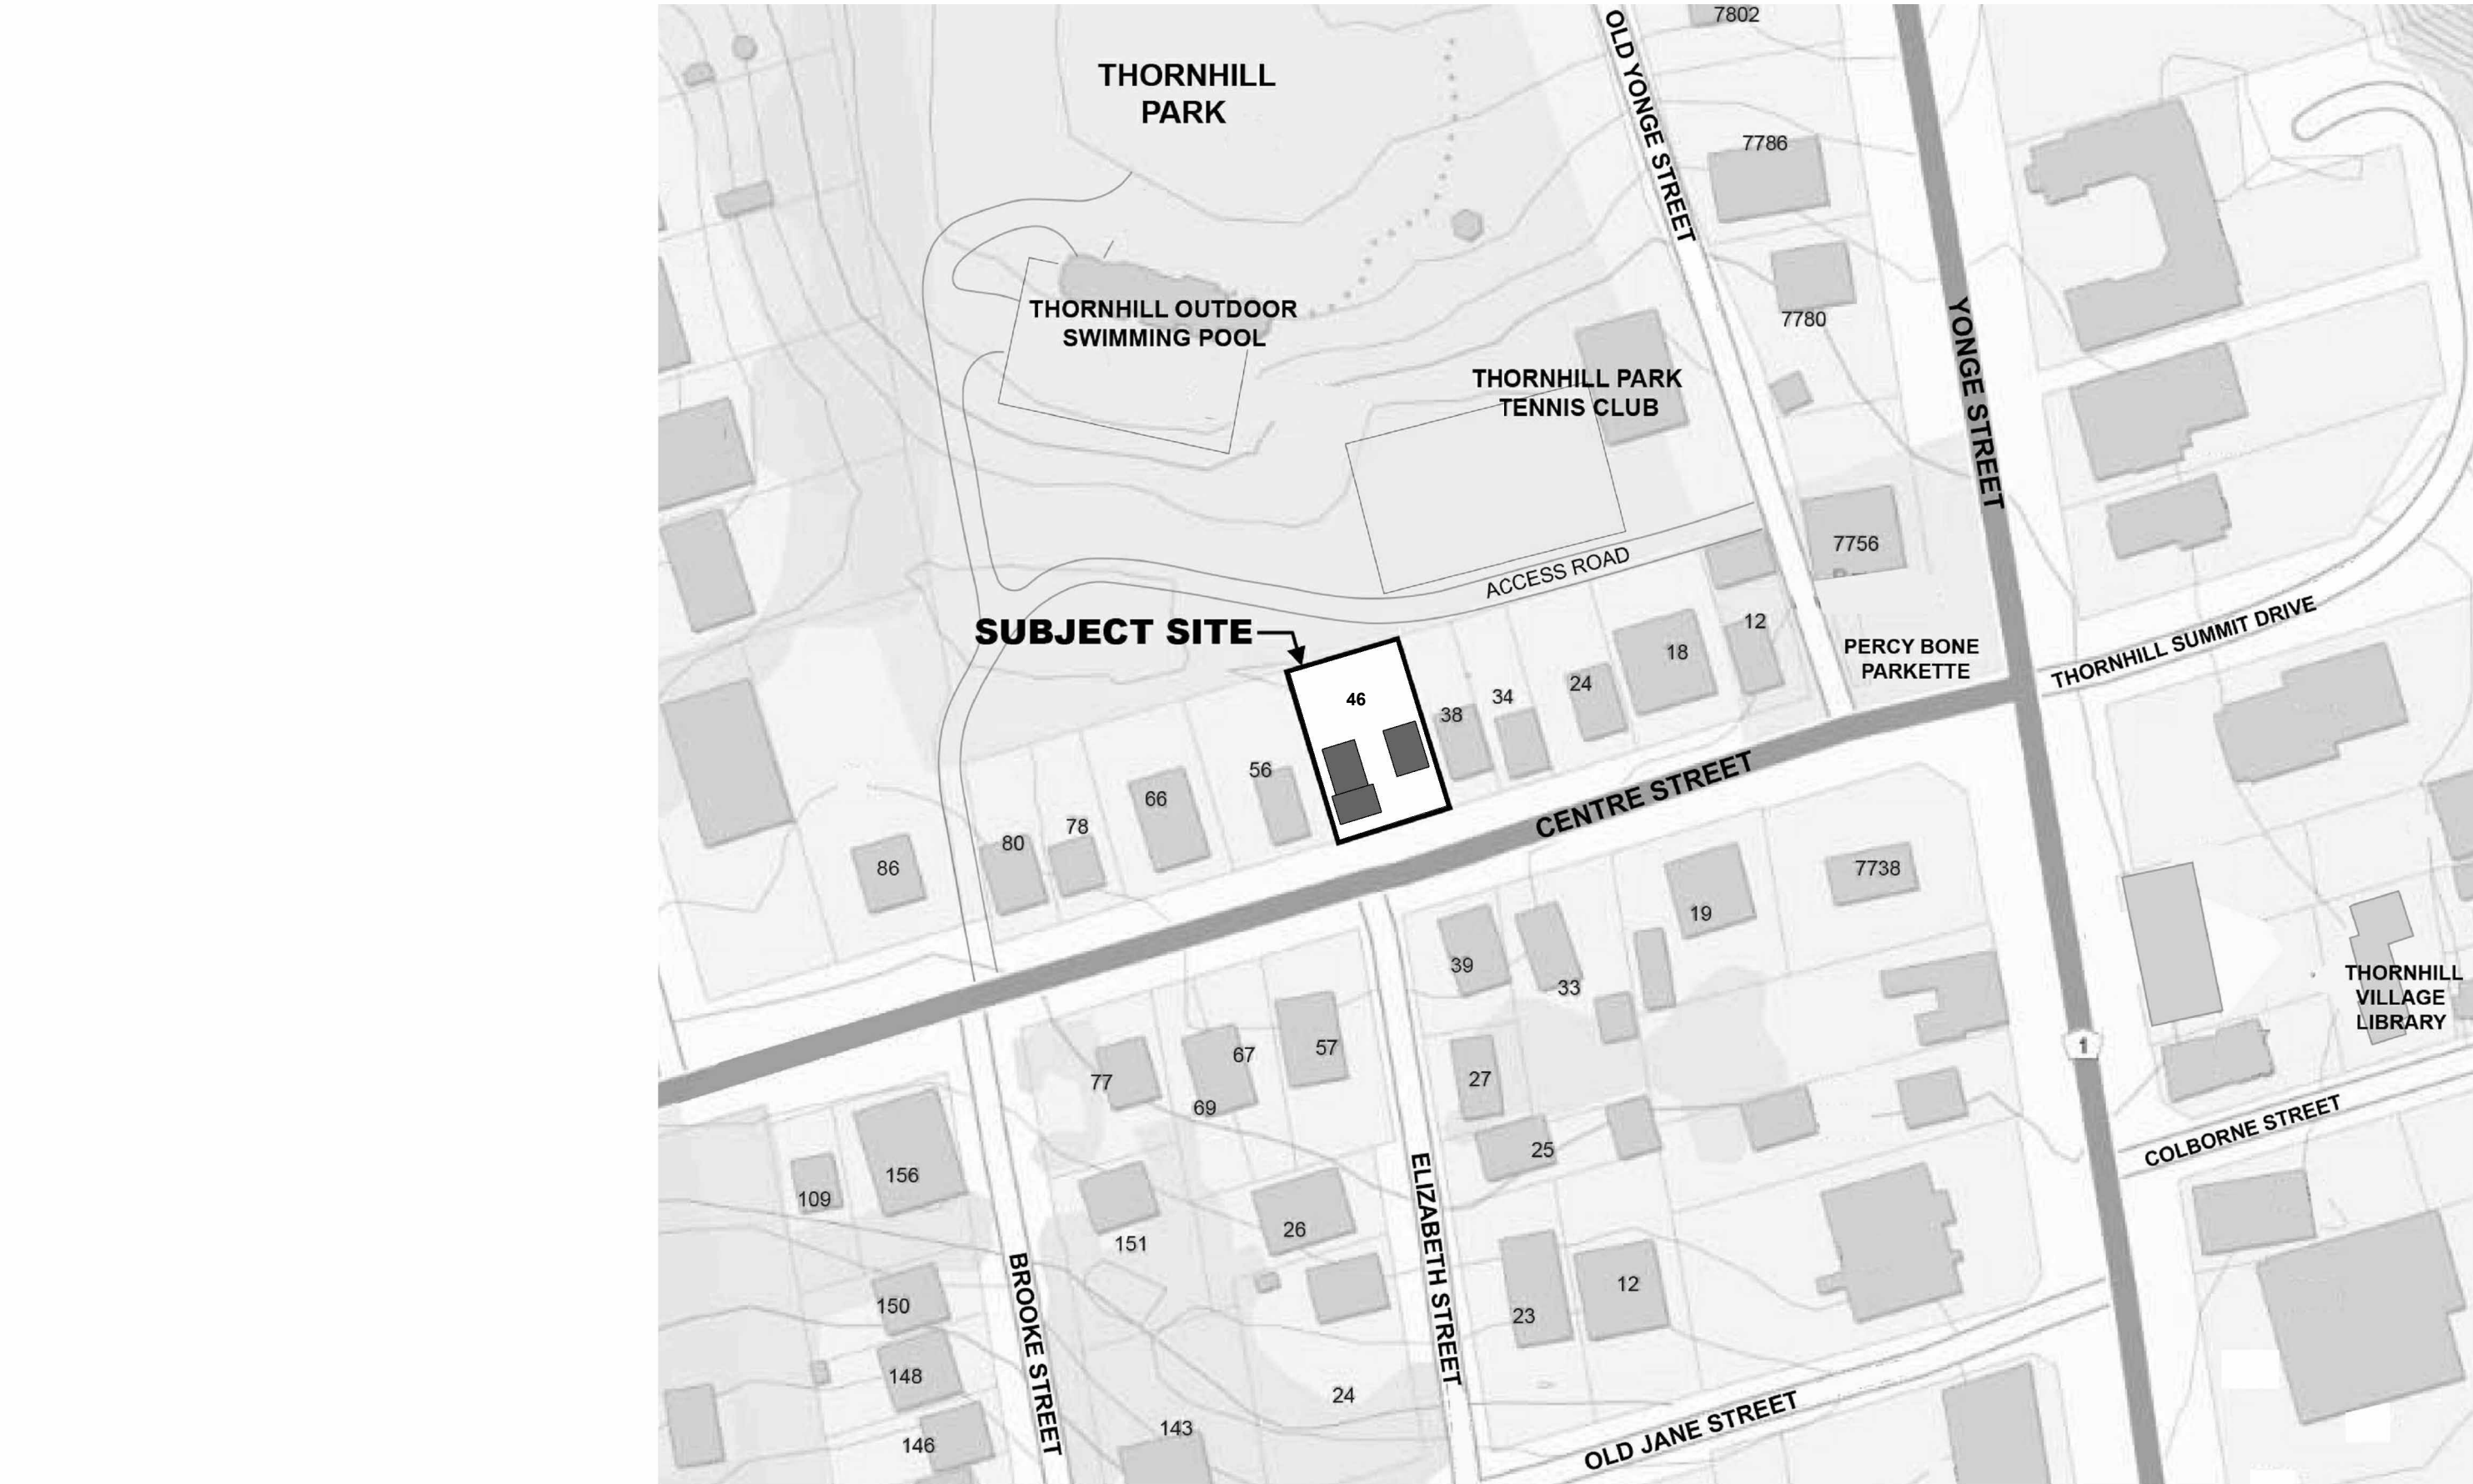 7802
THORNHILL
PARK
OLD YONGE STREET
7786
YONGE STREET
THORNHILL OUTDOOR
SWIMMING POOL
7780
THORNHILL PARK
TENNIS CLUB
7756
ACCESS ROAD
SUBJECT SITE
12
THORNHILL SUMMIT DRIVE
PERCY BONE
PARKETTE
18
24
34
46
38
56
66
78
80
86
CENTRE STREET
7738
19
39
33
THORNHILL
VILLAGE
LIBRARY
1
57
67
77
69
27
25
COLBORNE STREET
156
109
ELIZABETH STREET
26
151
BROOKE STREET
150
12
23
148
24
143
146
OLD JANE STREET